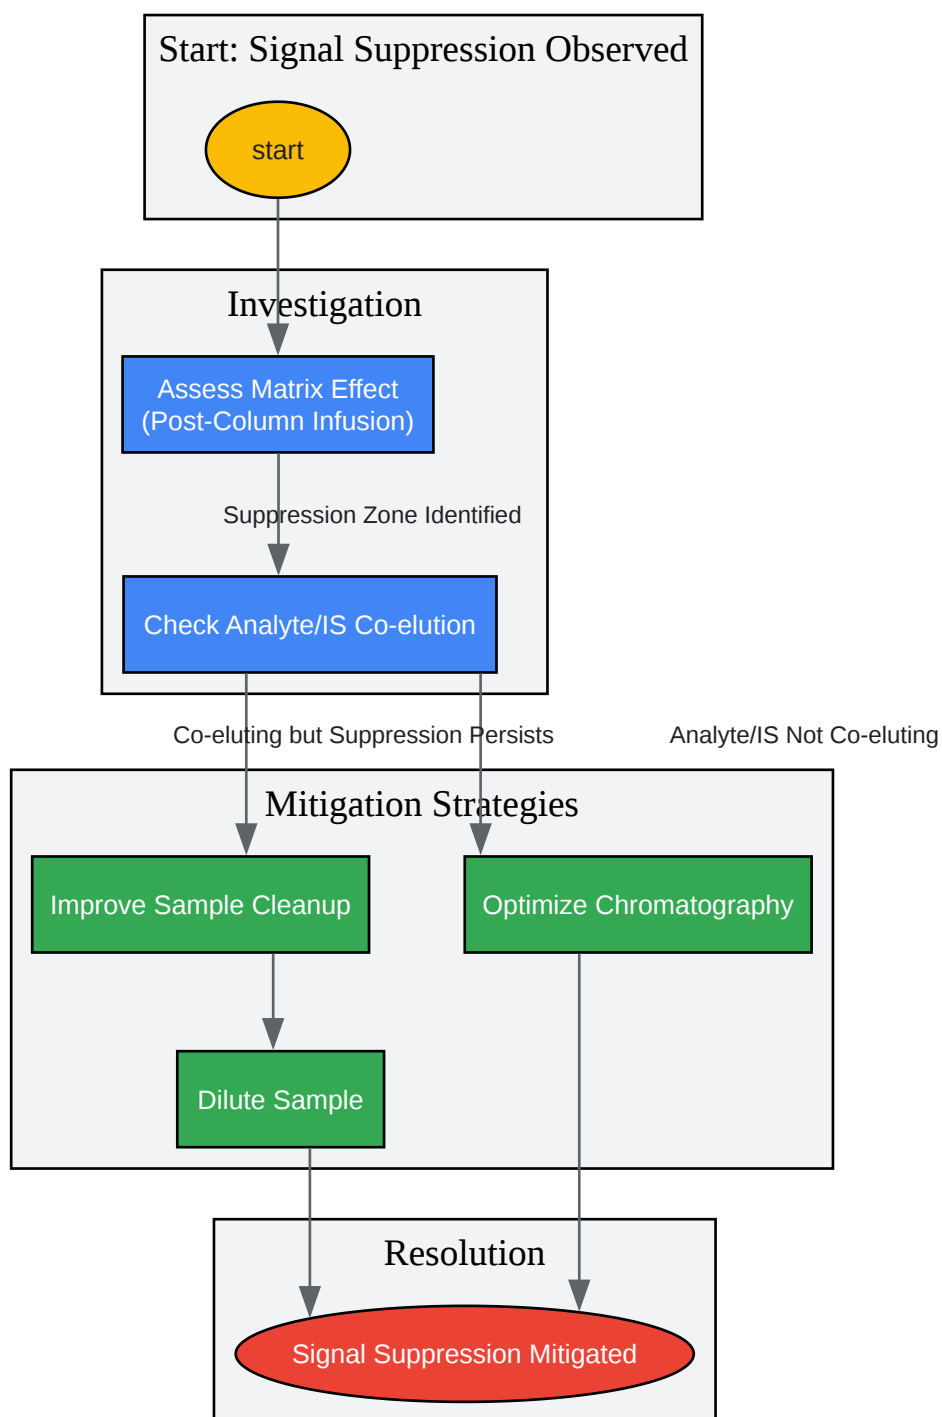 Start: Signal Suppression Observed
start
Investigation
Assess Matrix Effect
(Post-Column Infusion)
Suppression Zone Identified
Check Analyte/IS Co-elution
Co-eluting but Suppression Persists
Analyte/IS Not Co-eluting
Mitigation Strategies
Improve Sample Cleanup
Optimize Chromatography
Dilute Sample
Resolution
Signal Suppression Mitigated